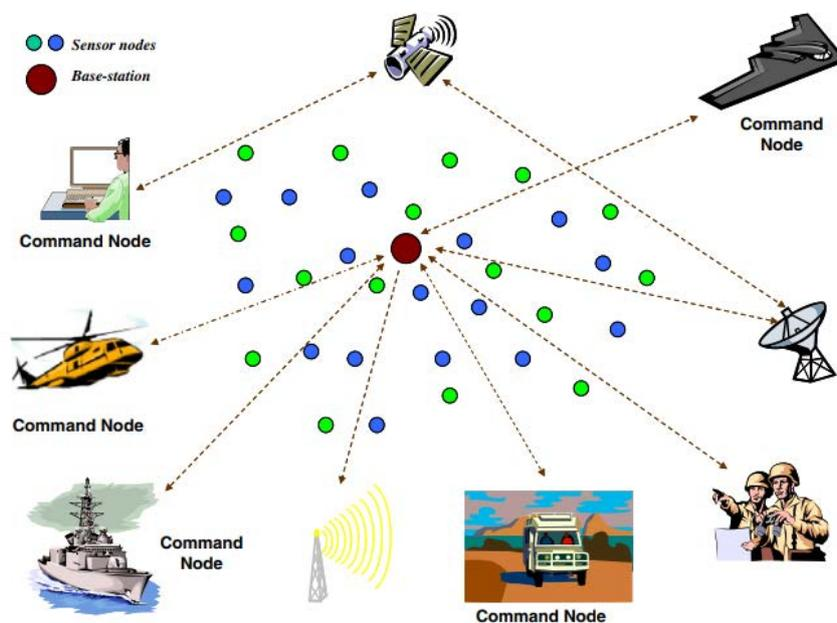 Sensor nodes
Base-station
Command
Node
Command Node
Command Node
Command
Node
Command Node